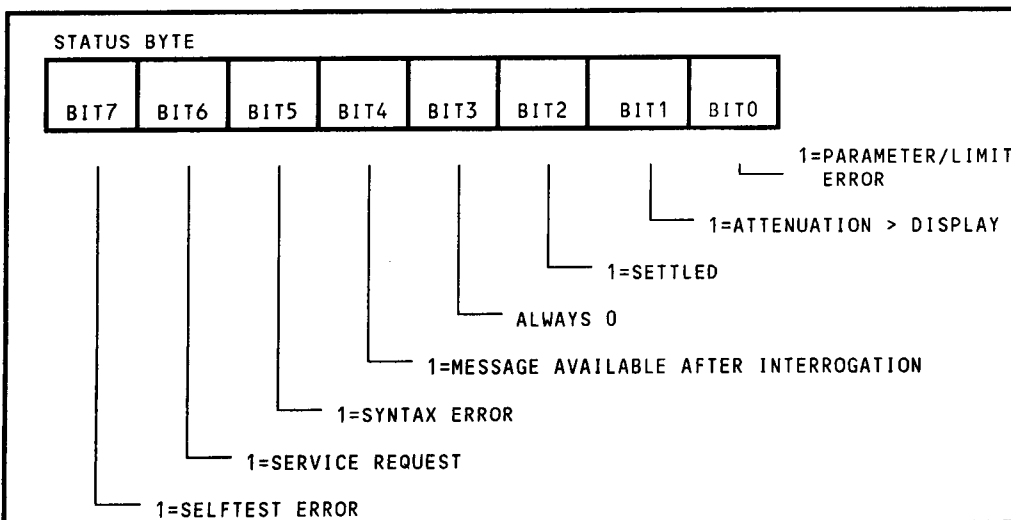 STATUS BYTE
BIT7 BIT6 BIT5 BIT4 BIT3 BIT2 BIT1 BIT0
1=PARAMETER/LIMIT
ERROR
1=ATTENUATION > DISPLAY
1=SETTLED
ALWAYS 0
1=MESSAGE AVAILABLE AFTER INTERROGATION
1=SYNTAX ERROR
1=SERVICE REQUEST
1=SELFTEST ERROR